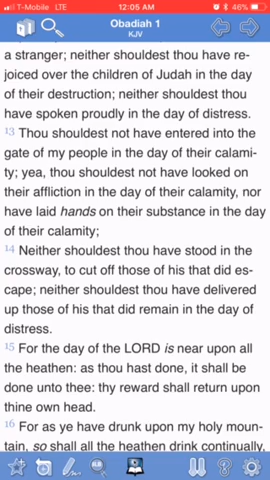 T-Mobile LTE 12:05 AM 46%
Obadiah 1
KJV
a stranger; neither shouldest thou have re-
joiced over the children of Judah in the day
of their destruction; neither shouldest thou
have spoken proudly in the day of distress.
13 Thou shouldest not have entered into the
gate of my people in the day of their calami-
ty; yea, thou shouldest not have looked on
their affliction in the day of their calamity, nor
have laid hands on their substance in the day
of their calamity;
14 Neither shouldest thou have stood in the
crossway, to cut off those of his that did es-
cape; neither shouldest thou have delivered
up those of his that did remain in the day of
distress.
15 For the day of the LORD is near upon all
the heathen: as thou hast done, it shall be
done unto thee: thy reward shall return upon
thine own head.
16 For as ye have drunk upon my holy moun-
tain, so shall all the heathen drink continually,